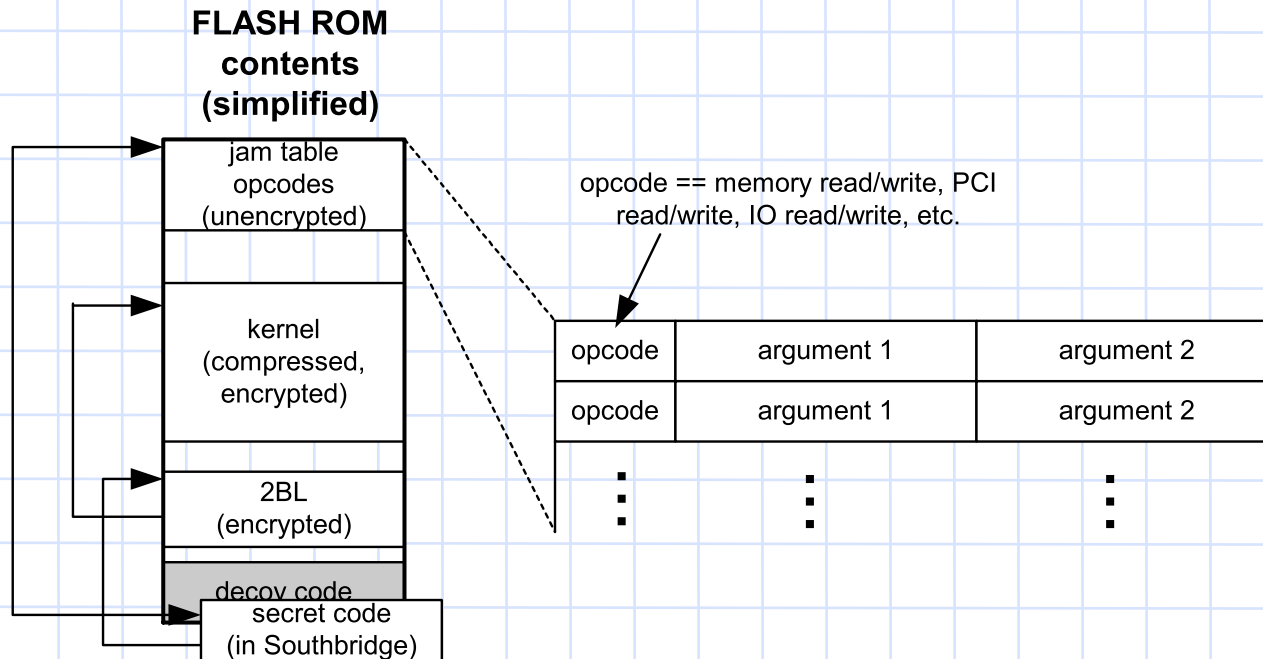 FLASH ROM
contents
(simplified)
jam table
opcodes
(unencrypted)
opcode == memory read/write, PCI
read/write, IO read/write, etc.
kernel
(compressed,
encrypted)
opcode argument 1 argument 2
opcode argument 1 argument 2
2BL
(encrypted)
decoy code
secret code
(in Southbridge)